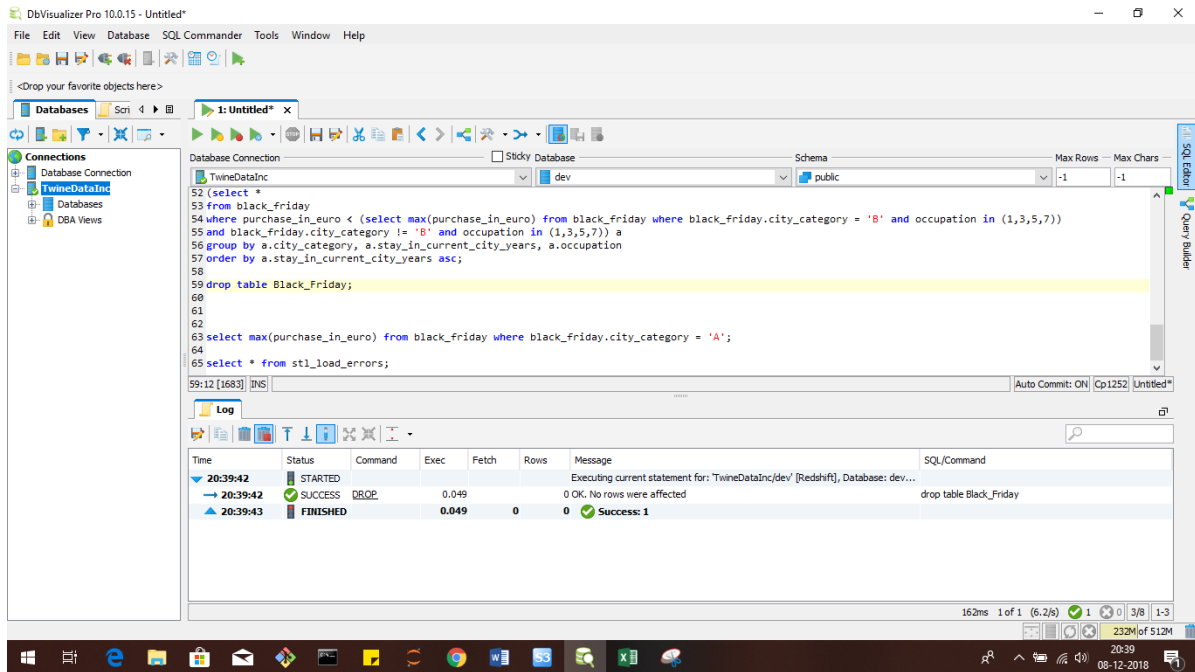 DbVisualizer Pro 10.0.15 - Untitled*
File Edit View Database SQL Commander Tools Window Help
<Drop your favorite objects here>
Databases Scri 1: Untitled* x
Connections
Database Connection
TwineDataInc
Databases
DBA Views
Database Connection Sticky Database Schema Max Rows Max Chars
TwineDataInc dev public -1 -1
52 (select *
53 from black_friday
54 where purchase_in_euro < (select max(purchase_in_euro) from black_friday where black_friday.city_category = 'B' and occupation in (1,3,5,7))
55 and black_friday.city_category != 'B' and occupation in (1,3,5,7)) a
56 group by a.city_category, a.stay_in_current_city_years, a.occupation
57 order by a.stay_in_current_city_years asc;
58
59 drop table Black_Friday;
60
61
62
63 select max(purchase_in_euro) from black_friday where black_friday.city_category = 'A';
64
65 select * from stl_load_errors;
59:12 [1683] INS Auto Commit: ON Cp1252 Untitled*
SQL Editor
Query Builder
Log
Time Status Command Exec Fetch Rows Message SQL/Command
20:39:42 STARTED Executing current statement for: 'TwineDataInc/dev' [Redshift], Database: dev...
20:39:42 SUCCESS DROP 0.049 0 OK. No rows were affected drop table Black_Friday
20:39:43 FINISHED 0.049 0 0 Success: 1
162ms 1 of 1 (6.2/s) 1 0 3/8 1-3
232M of 512M
S3
20:39
08-12-2018
1